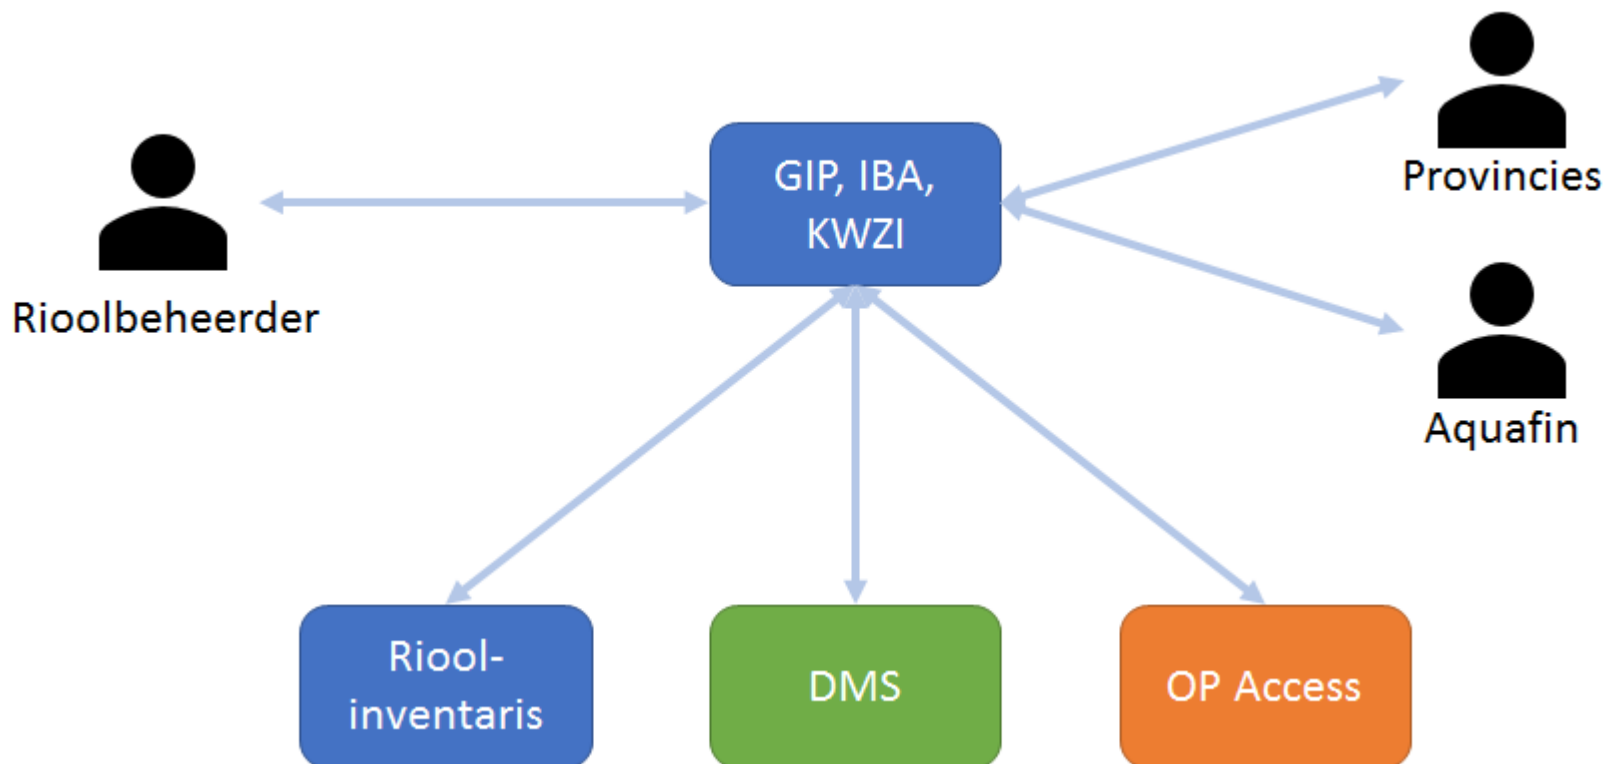 GIP, IBA,
KWZI
Provincies
Rioolbeheerder
Aquafin
Riool-
inventaris
DMS
OP Access